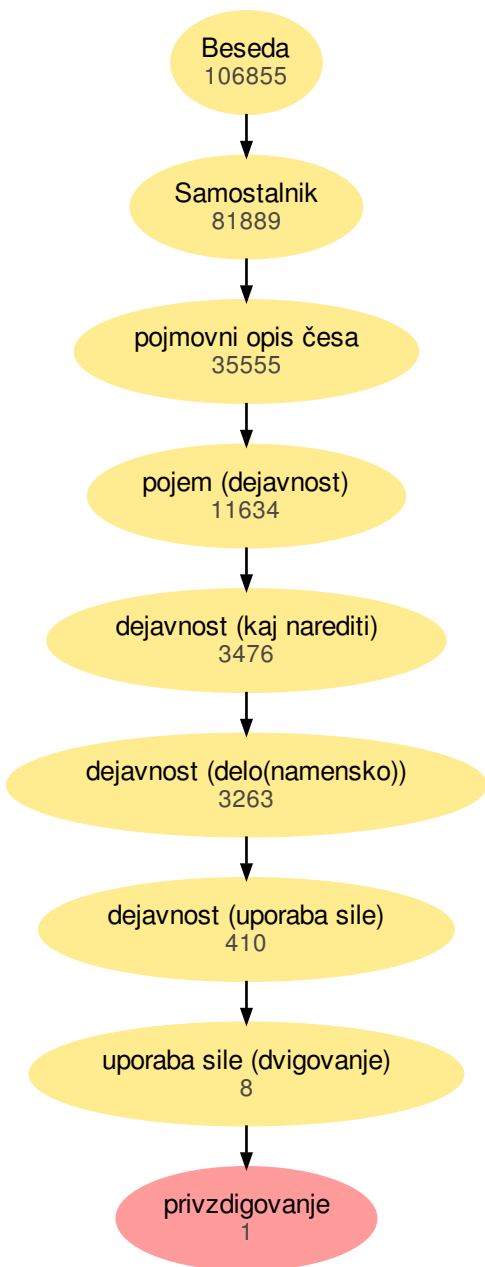 Beseda
106855
Samostalnik
81889
pojmovni opis česa
35555
pojem (dejavnost)
11634
dejavnost (kaj narediti)
3476
dejavnost (delo(namensko))
3263
dejavnost (uporaba sile)
410
uporaba sile (dvigovanje)
8
privzdigovanje
1